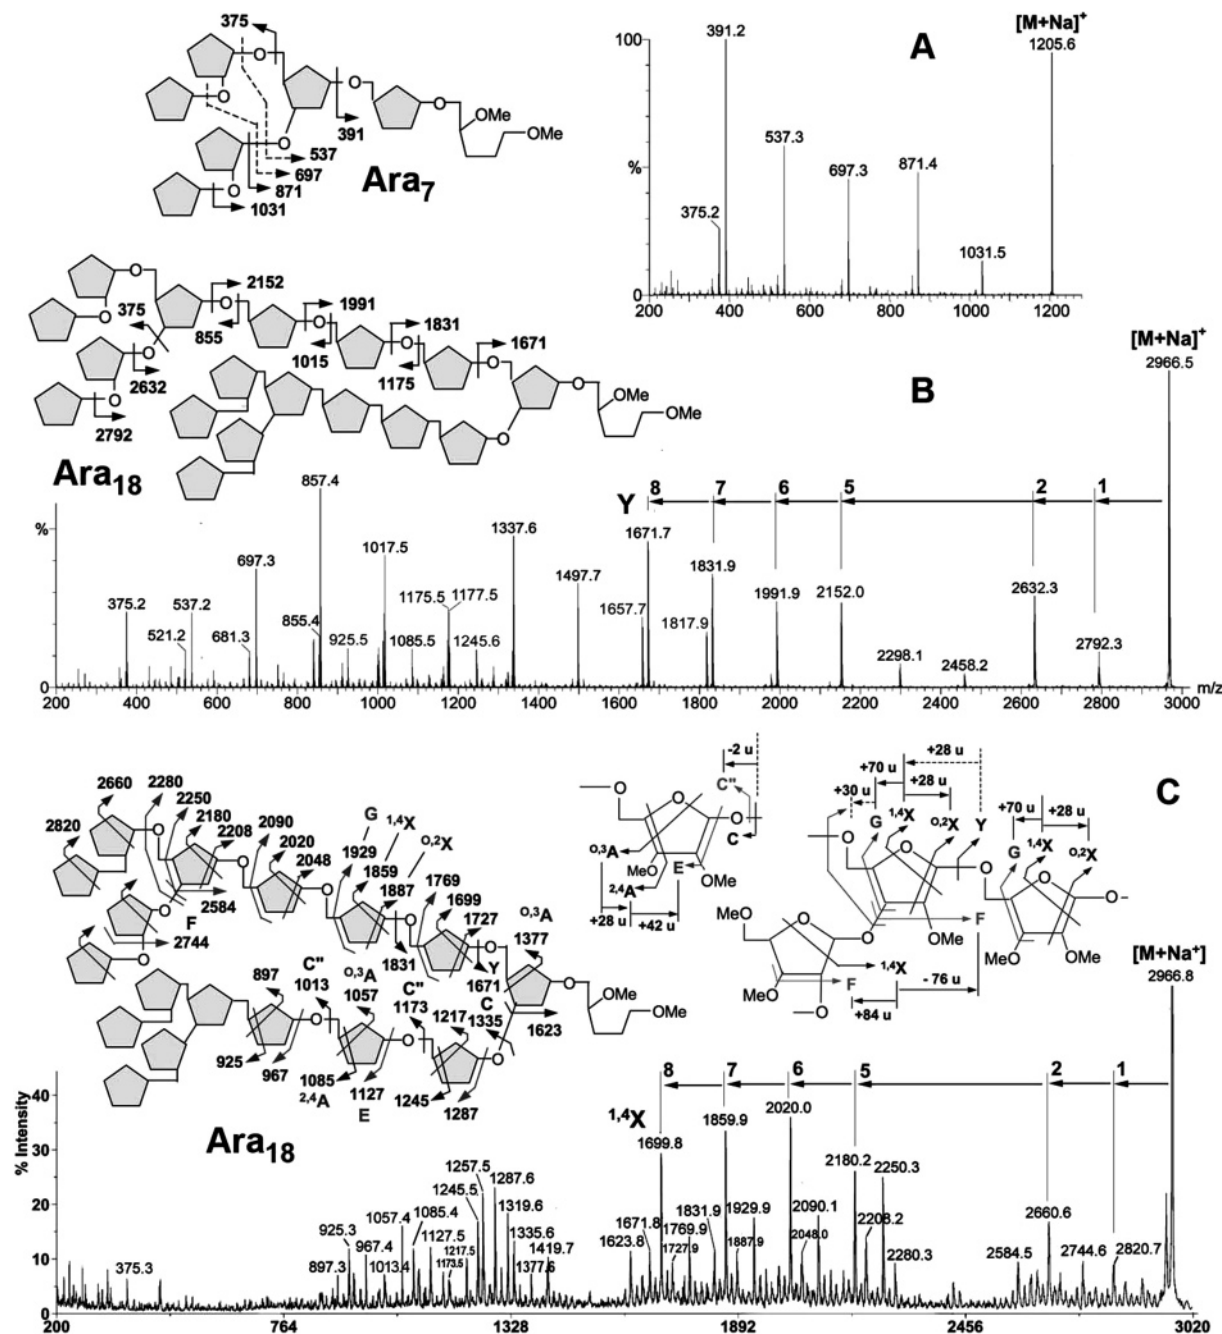 375
O
O
O
O
OMe
OMe
O
O
391
537
697
871
1031
Ara7
A
[M+Na]+
1205.6
100
391.2
537.3
697.3
871.4
375.2
1031.5
%
0
200 400 600 800 1000 1200
O
2152
1991
1831
1671
O
O
O
O
O
O
375
855
1015
1175
2632
2792
O
O
OMe
OMe
Ara18
B
[M+Na]+
2966.5
Y
8 7 6 5 2 1
857.4
1337.6
1671.7
1831.9
1017.5
697.3
1497.7
1991.9
2152.0
2632.3
375.2
537.2
1175.5
1177.5
1657.7
1817.9
521.2
681.3
855.4
925.5
1085.5
1245.6
2298.1
2458.2
2792.3
%
0
200 400 600 800 1000 1200 1400 1600 1800 2000 2200 2400 2600 2800 3000 m/z
C
2660
2280
2250
2180
2208
2820
2090
2020
2048
G
1,4X
0,2X
1929
1859
1887
1769
1699
1727
0,3A
1377
2584
F
2744
1831
Y
1671
C
1335
1623
897
C"
1013
0,3A
1057
C"
1173
1217
925
967
1085
2,4A
1127
E
1245
1287
O
O
O
O
O
O
O
O
OMe
OMe
Ara18
-2 u
C"
C
O
O
O
0,3A
MeO
E
OMe
2,4A
+28 u
+42 u
+28 u
+70 u
+28 u
+30 u
G
1,4X
0,2X
Y
+70 u
+28 u
G
1,4X
0,2X
O
O
O
O
O
MeO
O
O
F
OMe
MeO
F
1,4X
O
MeO
OMe
- 76 u
+84 u
[M+Na+]
2966.8
1,4X
8 7 6 5 2 1
% Intensity
40
30
20
10
0
1699.8
1859.9
2020.0
2180.2
2250.3
2660.6
1257.5
1287.6
1245.5
1319.6
1085.4
1335.6
1057.4
1127.5
1217.5
1173.5
1419.7
1377.6
925.3
967.4
1013.4
897.3
375.3
1671.8
1769.9
1831.9
1929.9
2090.1
2208.2
1623.8
1727.9
1887.9
2048.0
2280.3
2584.5
2744.6
2820.7
200 764 1328 1892 2456 3020